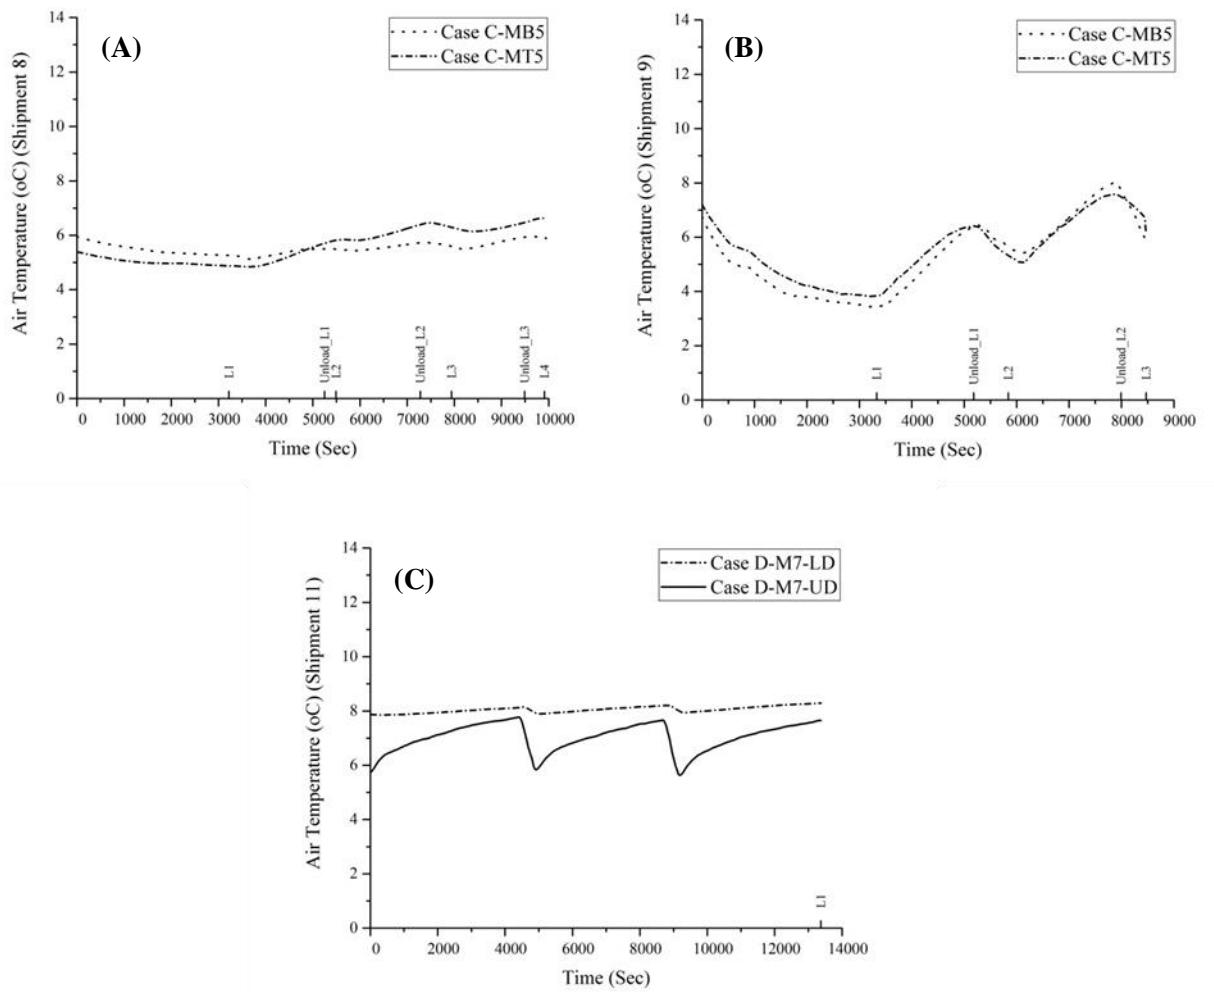 (A)
Case C-MB5
Case C-MT5
Air Temperature (oC) (Shipment 8)
14
12
10
8
6
4
2
0
L1
Unload_L1
L2
Unload_L2
L3
Unload_L3
L4
0 1000 2000 3000 4000 5000 6000 7000 8000 9000 10000
Time (Sec)
(B)
Case C-MB5
Case C-MT5
Air Temperature (oC) (Shipment 9)
14
12
10
8
6
4
2
0
L1
Unload_L1
L2
Unload_L2
L3
0 1000 2000 3000 4000 5000 6000 7000 8000 9000
Time (Sec)
(C)
Case D-M7-LD
Case D-M7-UD
Air Temperature (oC) (Shipment 11)
14
12
10
8
6
4
2
0
L1
0 2000 4000 6000 8000 10000 12000 14000
Time (Sec)